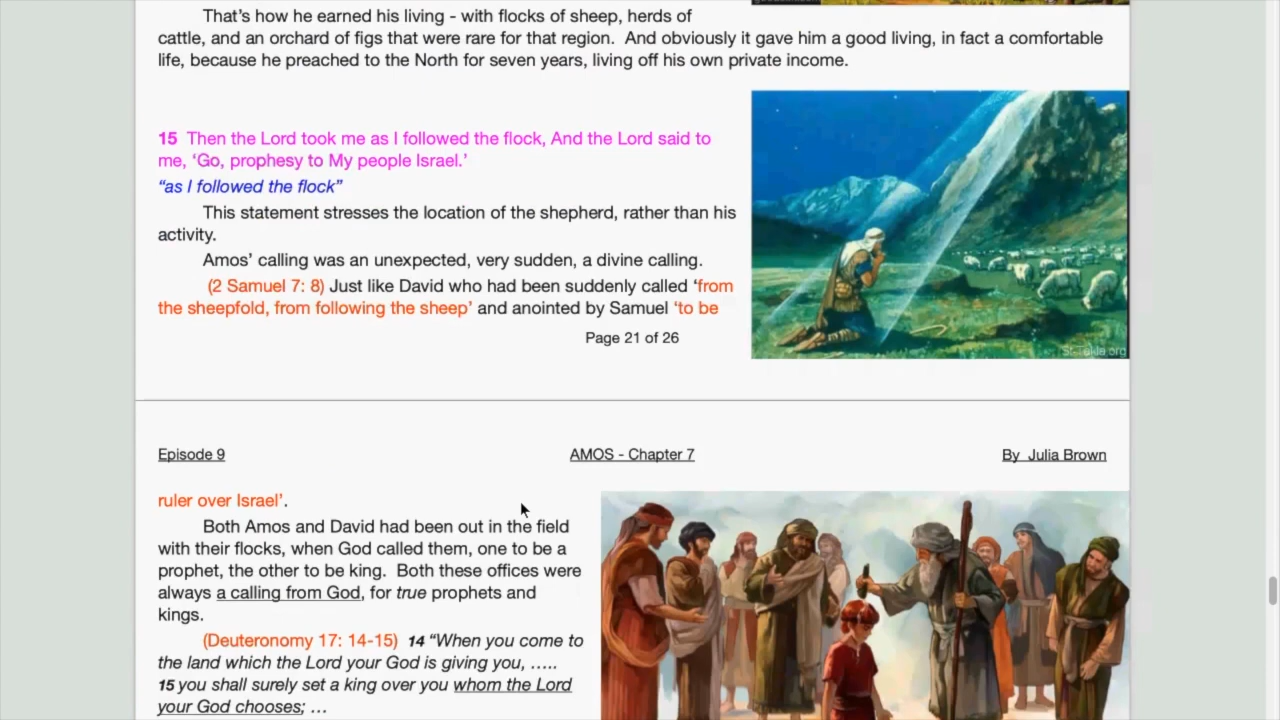 That’s how he earned his living - with flocks of sheep, herds of
cattle, and an orchard of figs that were rare for that region.  And obviously it gave him a good living, in fact a comfortable
life, because he preached to the North for seven years, living off his own private income.
15  Then the Lord took me as I followed the flock, And the Lord said to
me, ‘Go, prophesy to My people Israel.’
“as I followed the flock”
This statement stresses the location of the shepherd, rather than his
activity.
Amos’ calling was an unexpected, very sudden, a divine calling.
(2 Samuel 7: 8) Just like David who had been suddenly called ‘from
the sheepfold, from following the sheep’ and anointed by Samuel ‘to be
Page 21 of 26
St-Takla.org
Episode 9
AMOS - Chapter 7
By  Julia Brown
ruler over Israel’.
Both Amos and David had been out in the field
with their flocks, when God called them, one to be a
prophet, the other to be king.  Both these offices were
always a calling from God, for true prophets and
kings.
(Deuteronomy 17: 14-15)  14 “When you come to
the land which the Lord your God is giving you, …..
15 you shall surely set a king over you whom the Lord
your God chooses; …